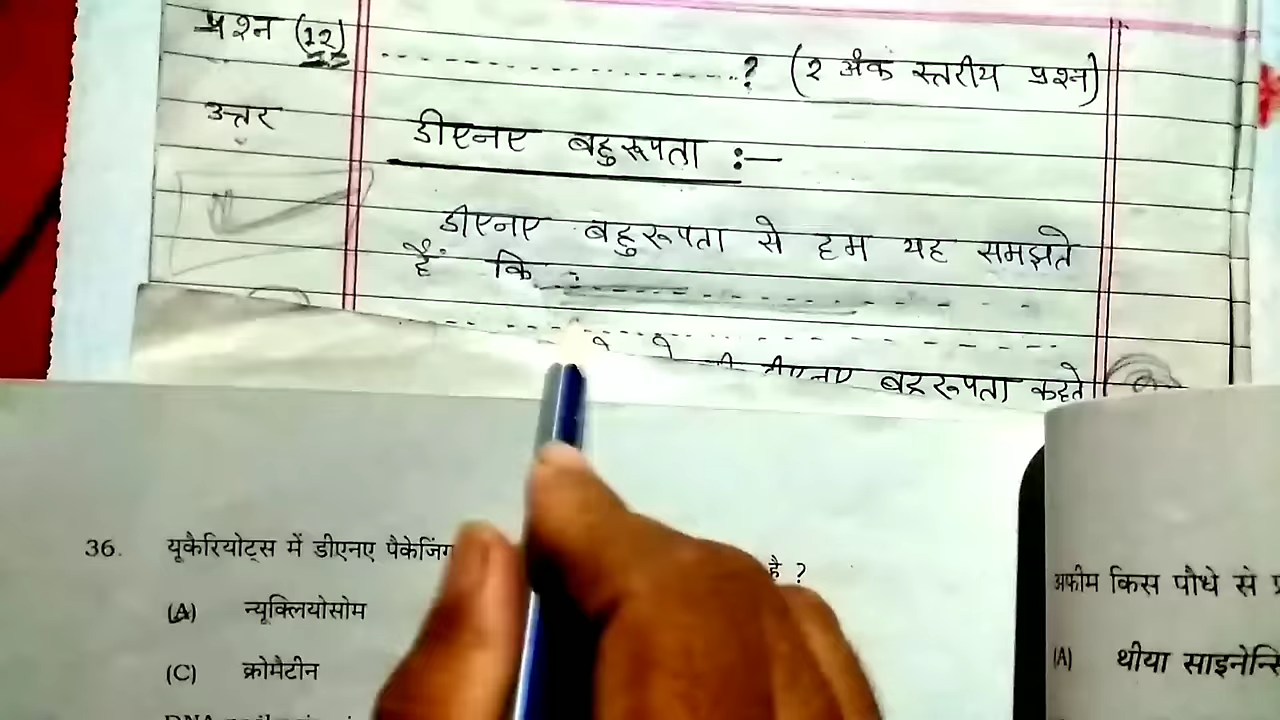 प्रश्न (12) ..............................? (2 अंक स्तरीय प्रश्न)
उत्तर
डीएनए बहुरूपता :—
डीएनए बहुरूपता से हम यह समझते
हैं कि :
डीएनए बहुरूपता कहते
36. यूकैरियोट्स में डीएनए पैकेजिंग है ?
(A) न्यूक्लियोसोम
(C) क्रोमैटीन
अफीम किस पौधे से
(A) थीया